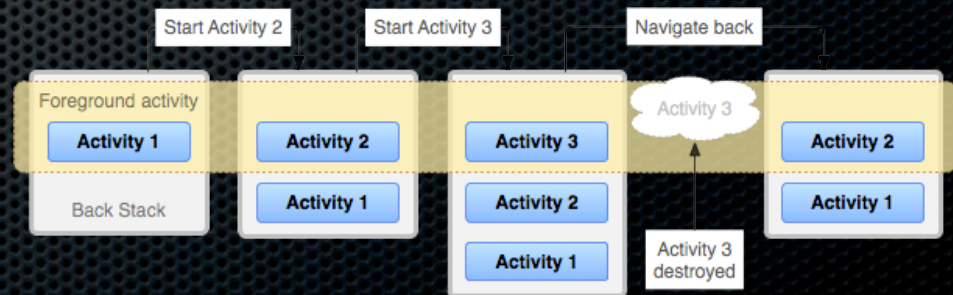 Start Activity 2
Start Activity 3
Navigate back
Foreground activity
Activity 1
Back Stack
Activity 2
Activity 1
Activity 3
Activity 2
Activity 1
Activity 3
Activity 3
destroyed
Activity 2
Activity 1